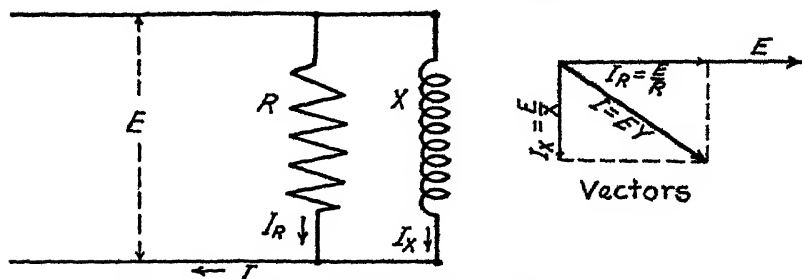 E
R
X
I_R ↓
I_X ↓
← I
E
I_R = E/R
I = EY
I_X = E/X
Vectors